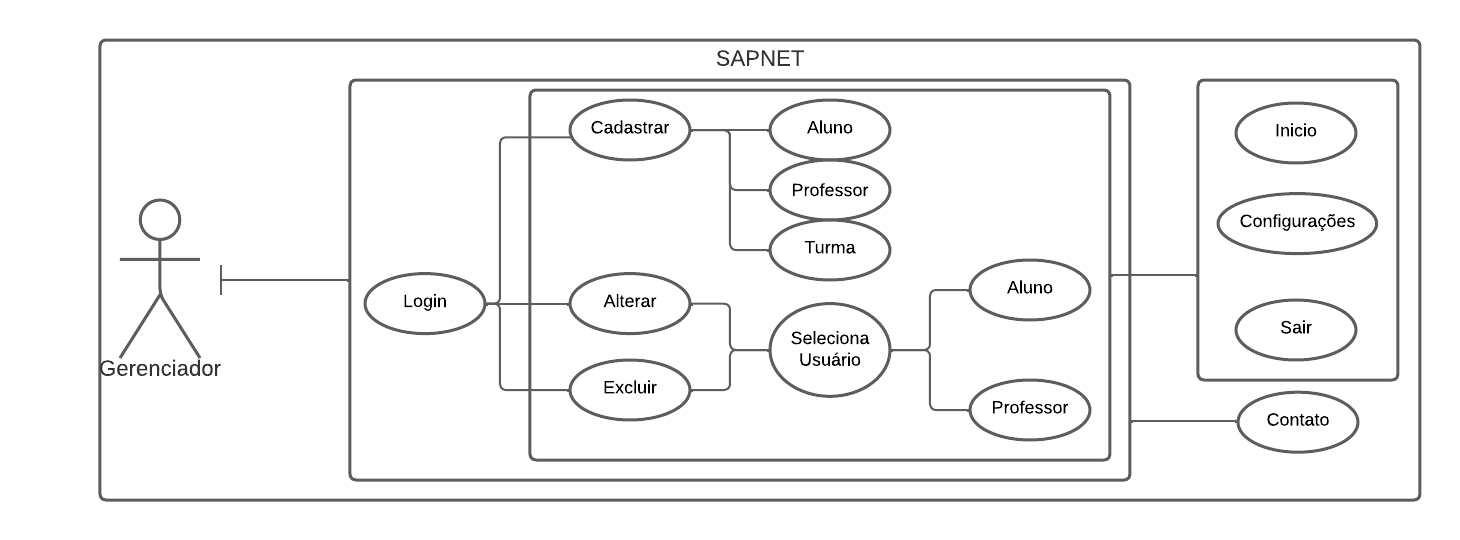 SAPNET
Gerenciador
Login
Cadastrar
Aluno
Professor
Turma
Alterar
Excluir
Seleciona
Usuário
Aluno
Professor
Inicio
Configurações
Sair
Contato